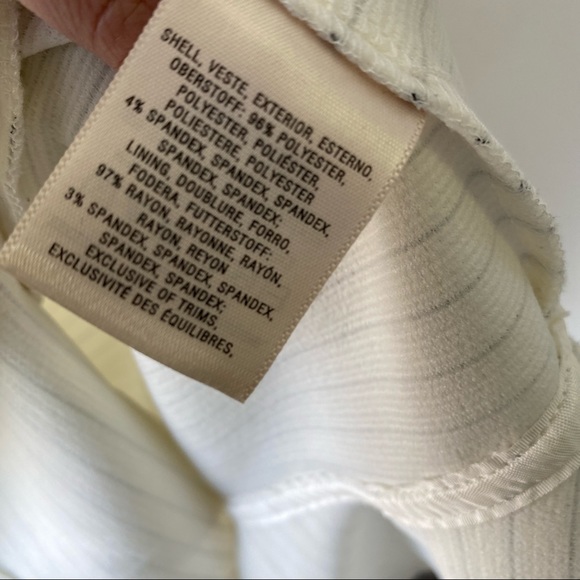 SHELL, VESTE, EXTERIOR, ESTERNO,
OBERSTOFF: 96% POLYESTER,
POLYESTER, POLIÉSTER,
POLIESTERE, POLYESTER
4% SPANDEX, SPANDEX, SPANDEX,
SPANDEX, SPANDEX;
LINING, DOUBLURE, FORRO,
FODERA, FUTTERSTOFF:
97% RAYON, RAYONNE, RAYÓN,
RAYON, REYON
3% SPANDEX, SPANDEX, SPANDEX,
SPANDEX, SPANDEX;
EXCLUSIVE OF TRIMS,
EXCLUSIVITÉ DES ÉQUILIBRES,